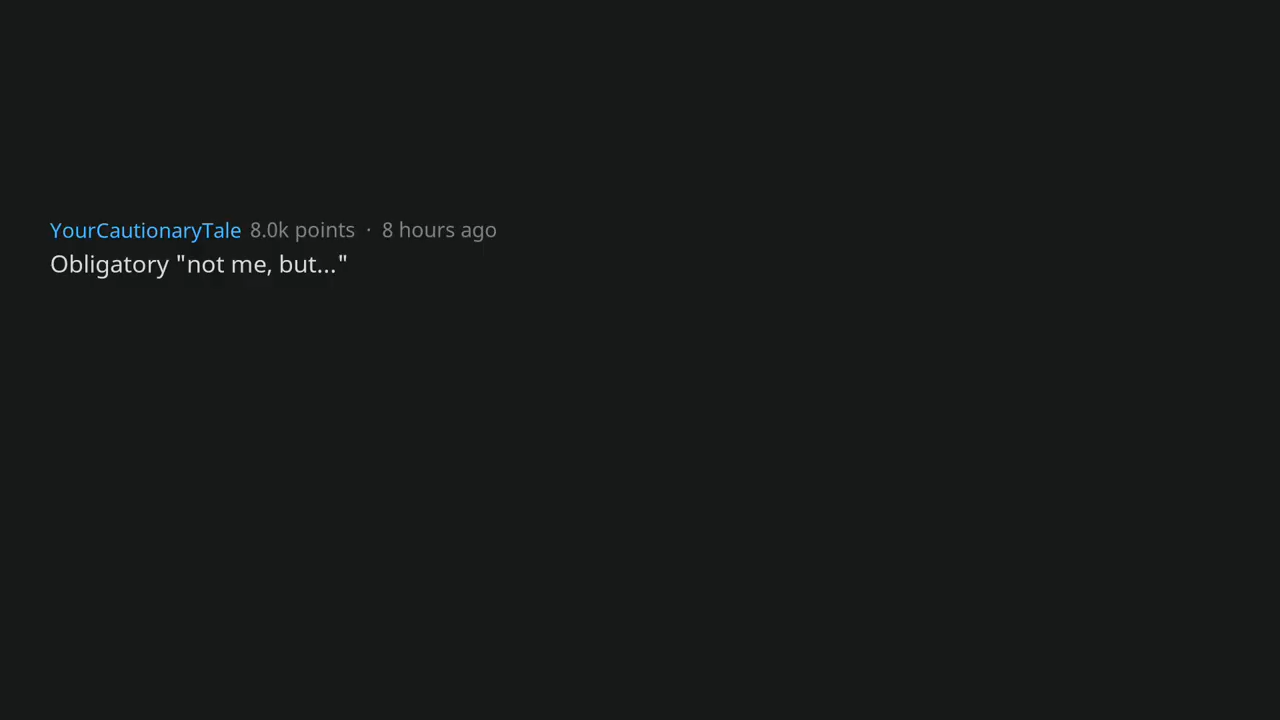 YourCautionaryTale 8.0k points · 8 hours ago
Obligatory "not me, but..."